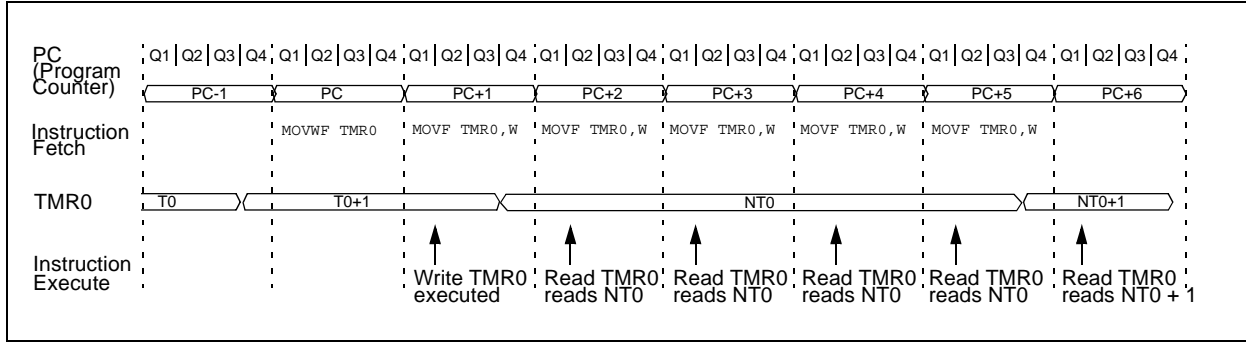 PC (Program Counter)
Q1 Q2 Q3 Q4 Q1 Q2 Q3 Q4 Q1 Q2 Q3 Q4 Q1 Q2 Q3 Q4 Q1 Q2 Q3 Q4 Q1 Q2 Q3 Q4 Q1 Q2 Q3 Q4 Q1 Q2 Q3 Q4
PC-1 PC PC+1 PC+2 PC+3 PC+4 PC+5 PC+6
Instruction Fetch
MOVWF TMR0 MOVF TMR0,W MOVF TMR0,W MOVF TMR0,W MOVF TMR0,W MOVF TMR0,W
TMR0 T0 T0+1 NT0 NT0+1
Instruction Execute
Write TMR0 executed
Read TMR0 reads NT0
Read TMR0 reads NT0
Read TMR0 reads NT0
Read TMR0 reads NT0
Read TMR0 reads NT0 + 1